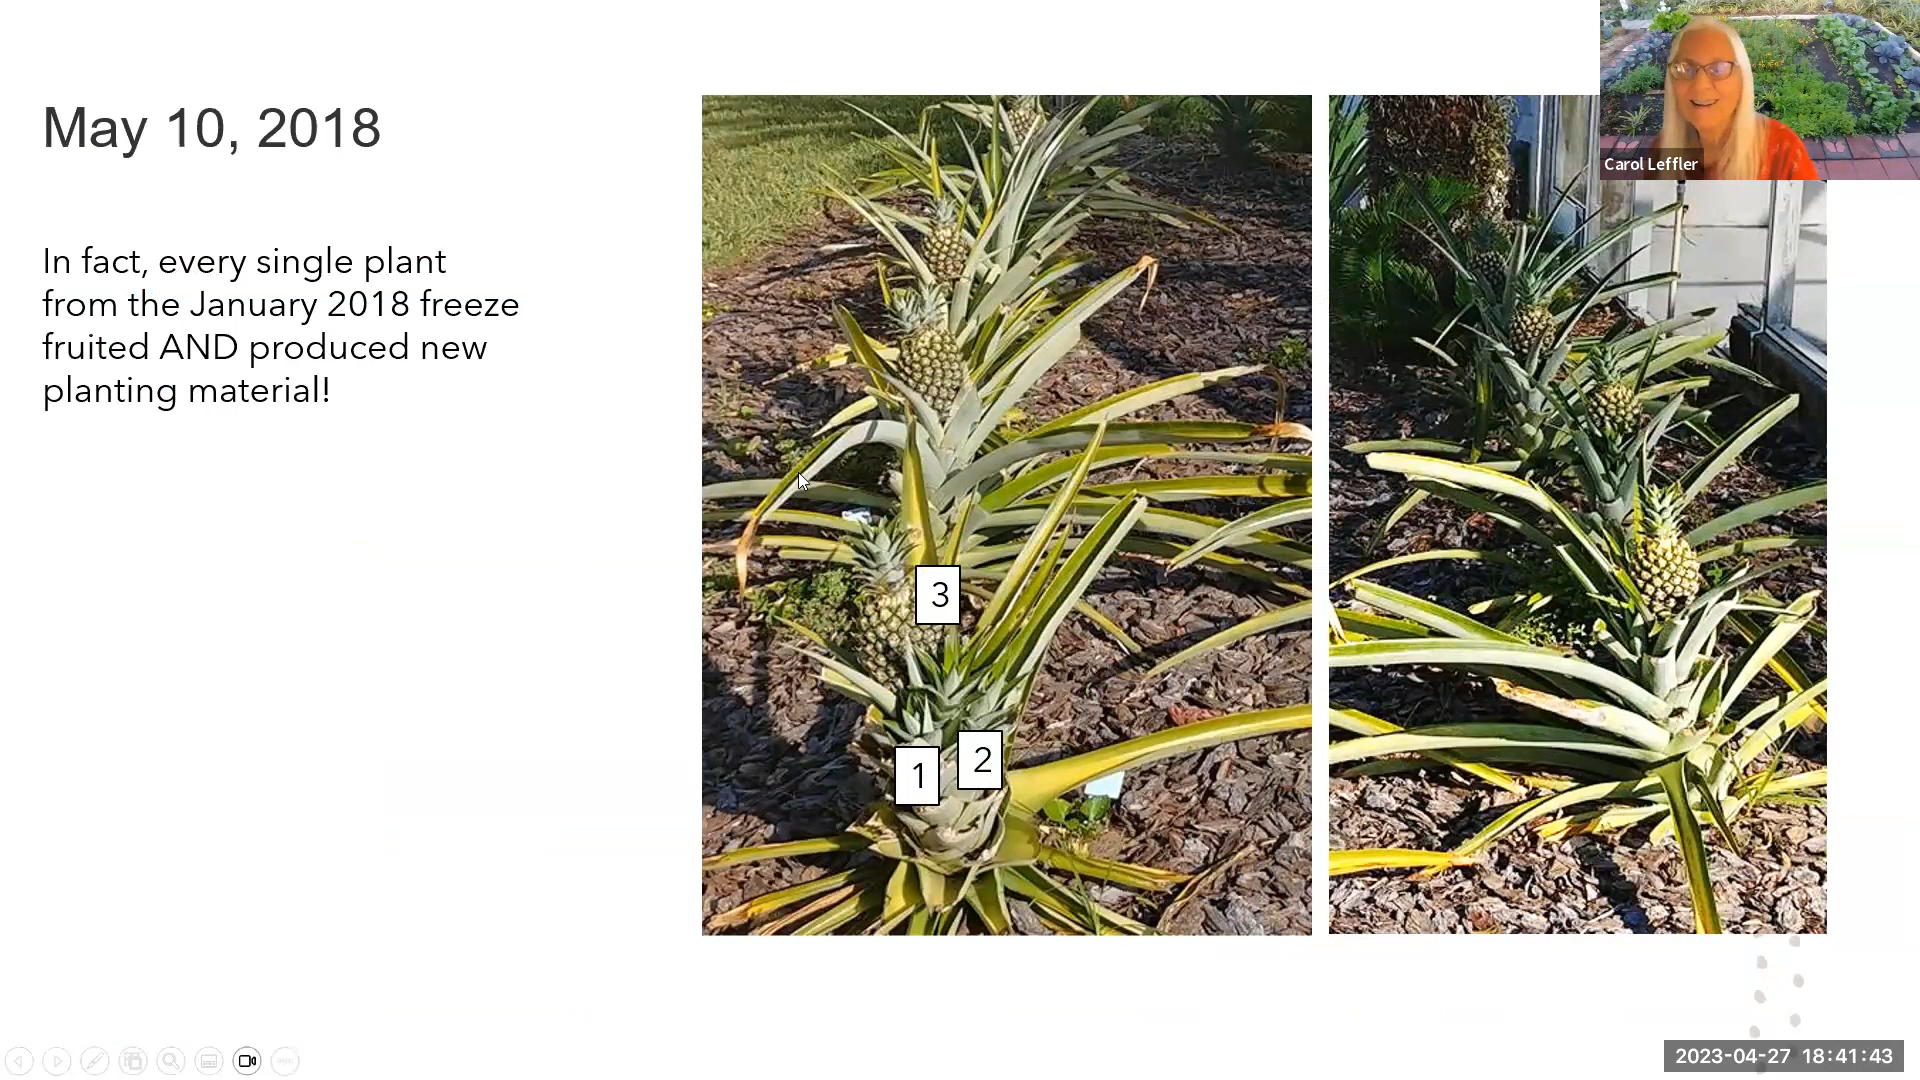 May 10, 2018
In fact, every single plant
from the January 2018 freeze
fruited AND produced new
planting material!
3
2
1
Carol Leffler
2023-04-27 18:41:43